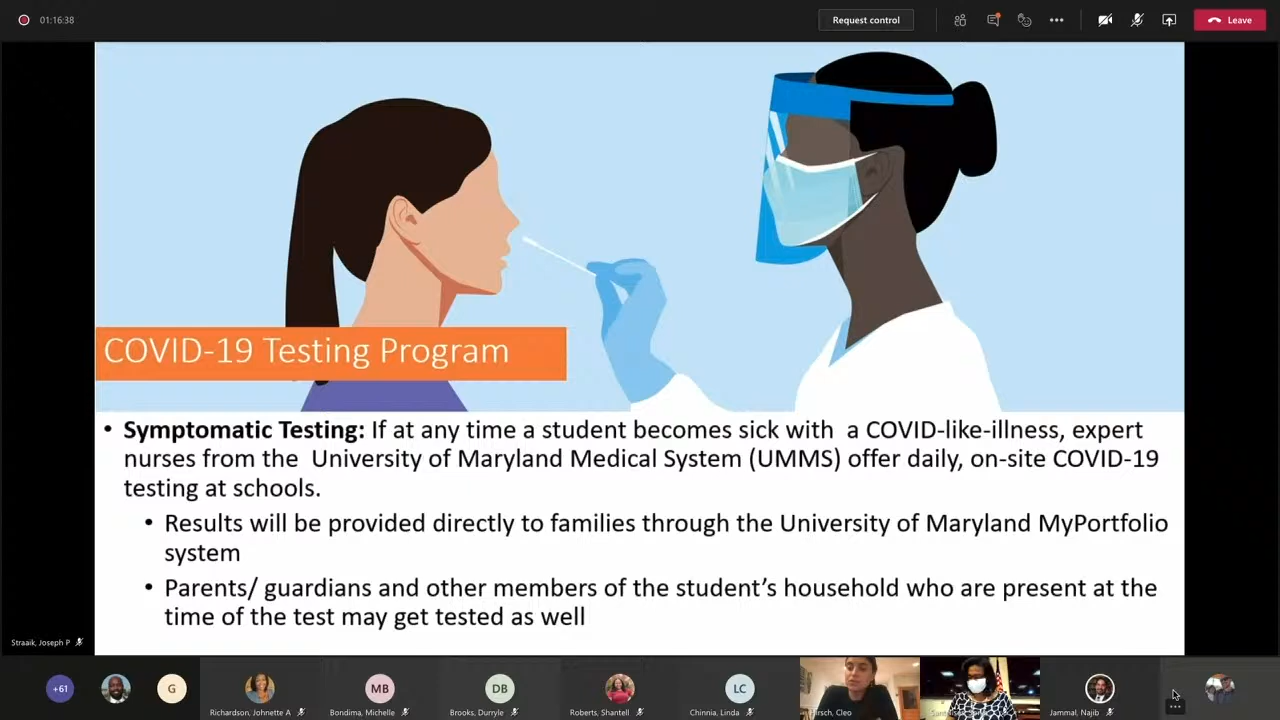 01:16:38
Request control
Leave
COVID-19 Testing Program
• Symptomatic Testing: If at any time a student becomes sick with a COVID-like-illness, expert
nurses from the University of Maryland Medical System (UMMS) offer daily, on-site COVID-19
testing at schools.
• Results will be provided directly to families through the University of Maryland MyPortfolio
system
• Parents/ guardians and other members of the student’s household who are present at the
time of the test may get tested as well
Straaik, Joseph P
+61
G
MB
DB
LC
Richardson, Johnette A
Bondima, Michelle
Brooks, Durryle
Roberts, Shantell
Chinnia, Linda
Hirsch, Cleo
Jammal, Najib